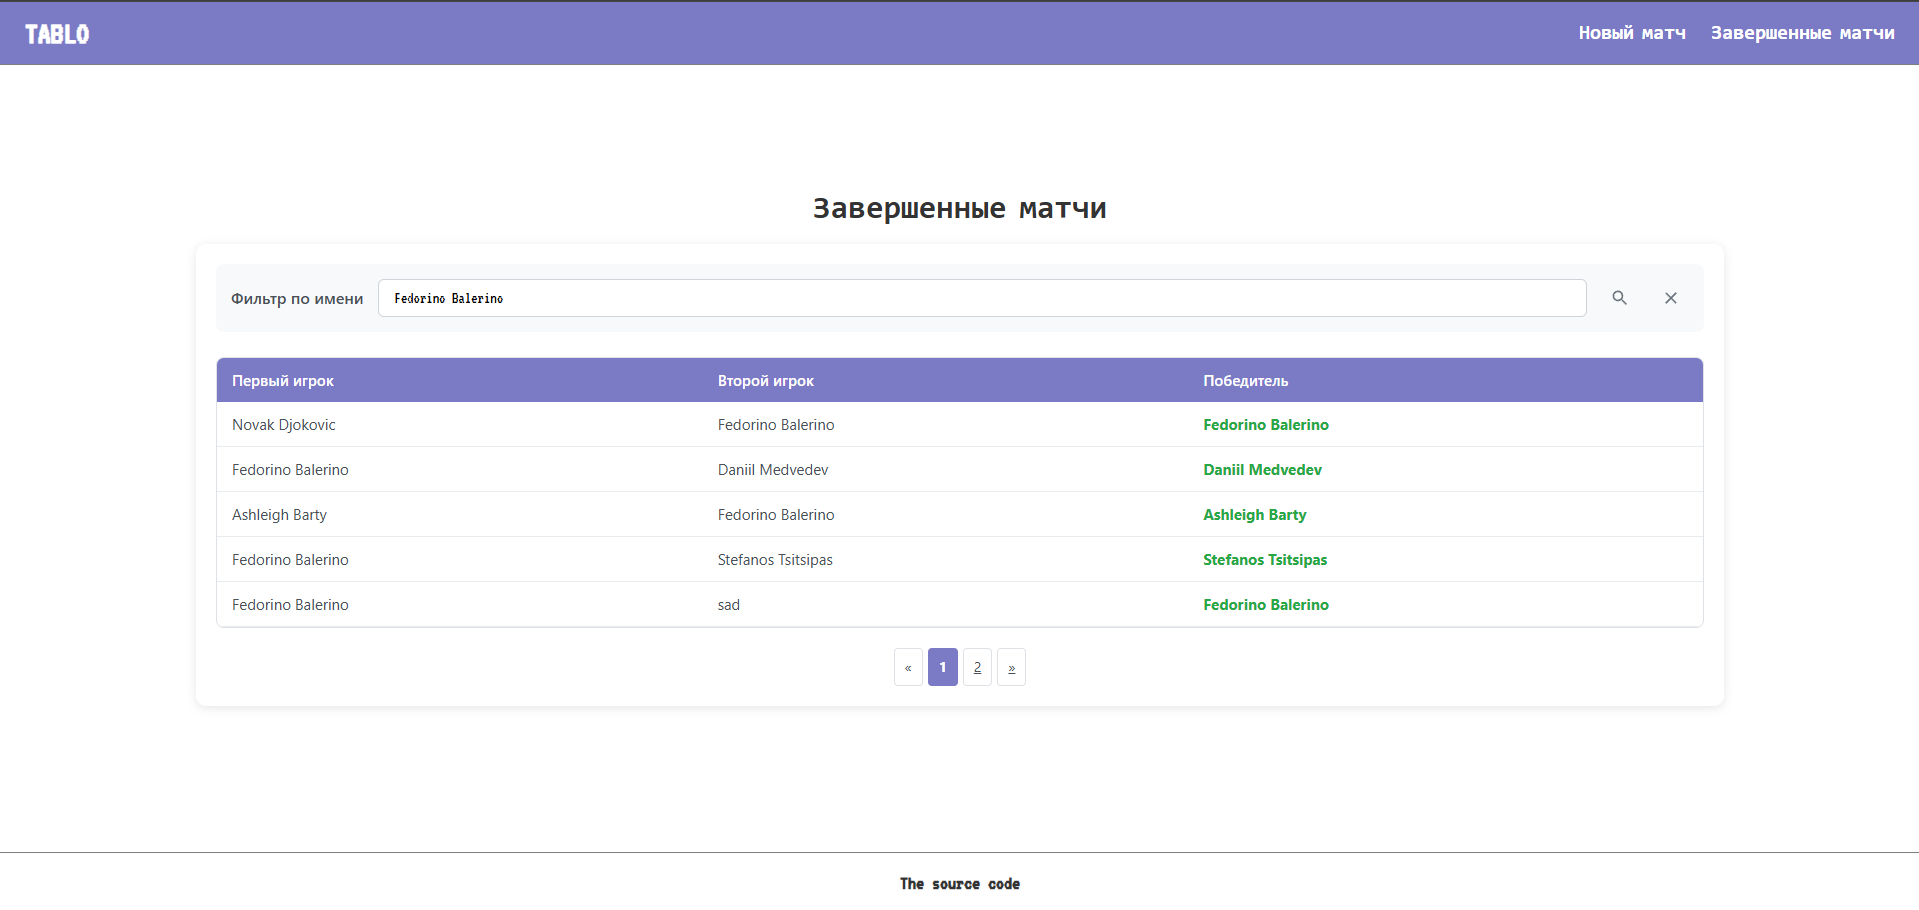 TABLO Новый матч Завершенные матчи
Завершенные матчи
Фильтр по имени Fedorino Balerino
Первый игрок Второй игрок Победитель
Novak Djokovic Fedorino Balerino Fedorino Balerino
Fedorino Balerino Daniil Medvedev Daniil Medvedev
Ashleigh Barty Fedorino Balerino Ashleigh Barty
Fedorino Balerino Stefanos Tsitsipas Stefanos Tsitsipas
Fedorino Balerino sad Fedorino Balerino
« 1 2 »
The source code